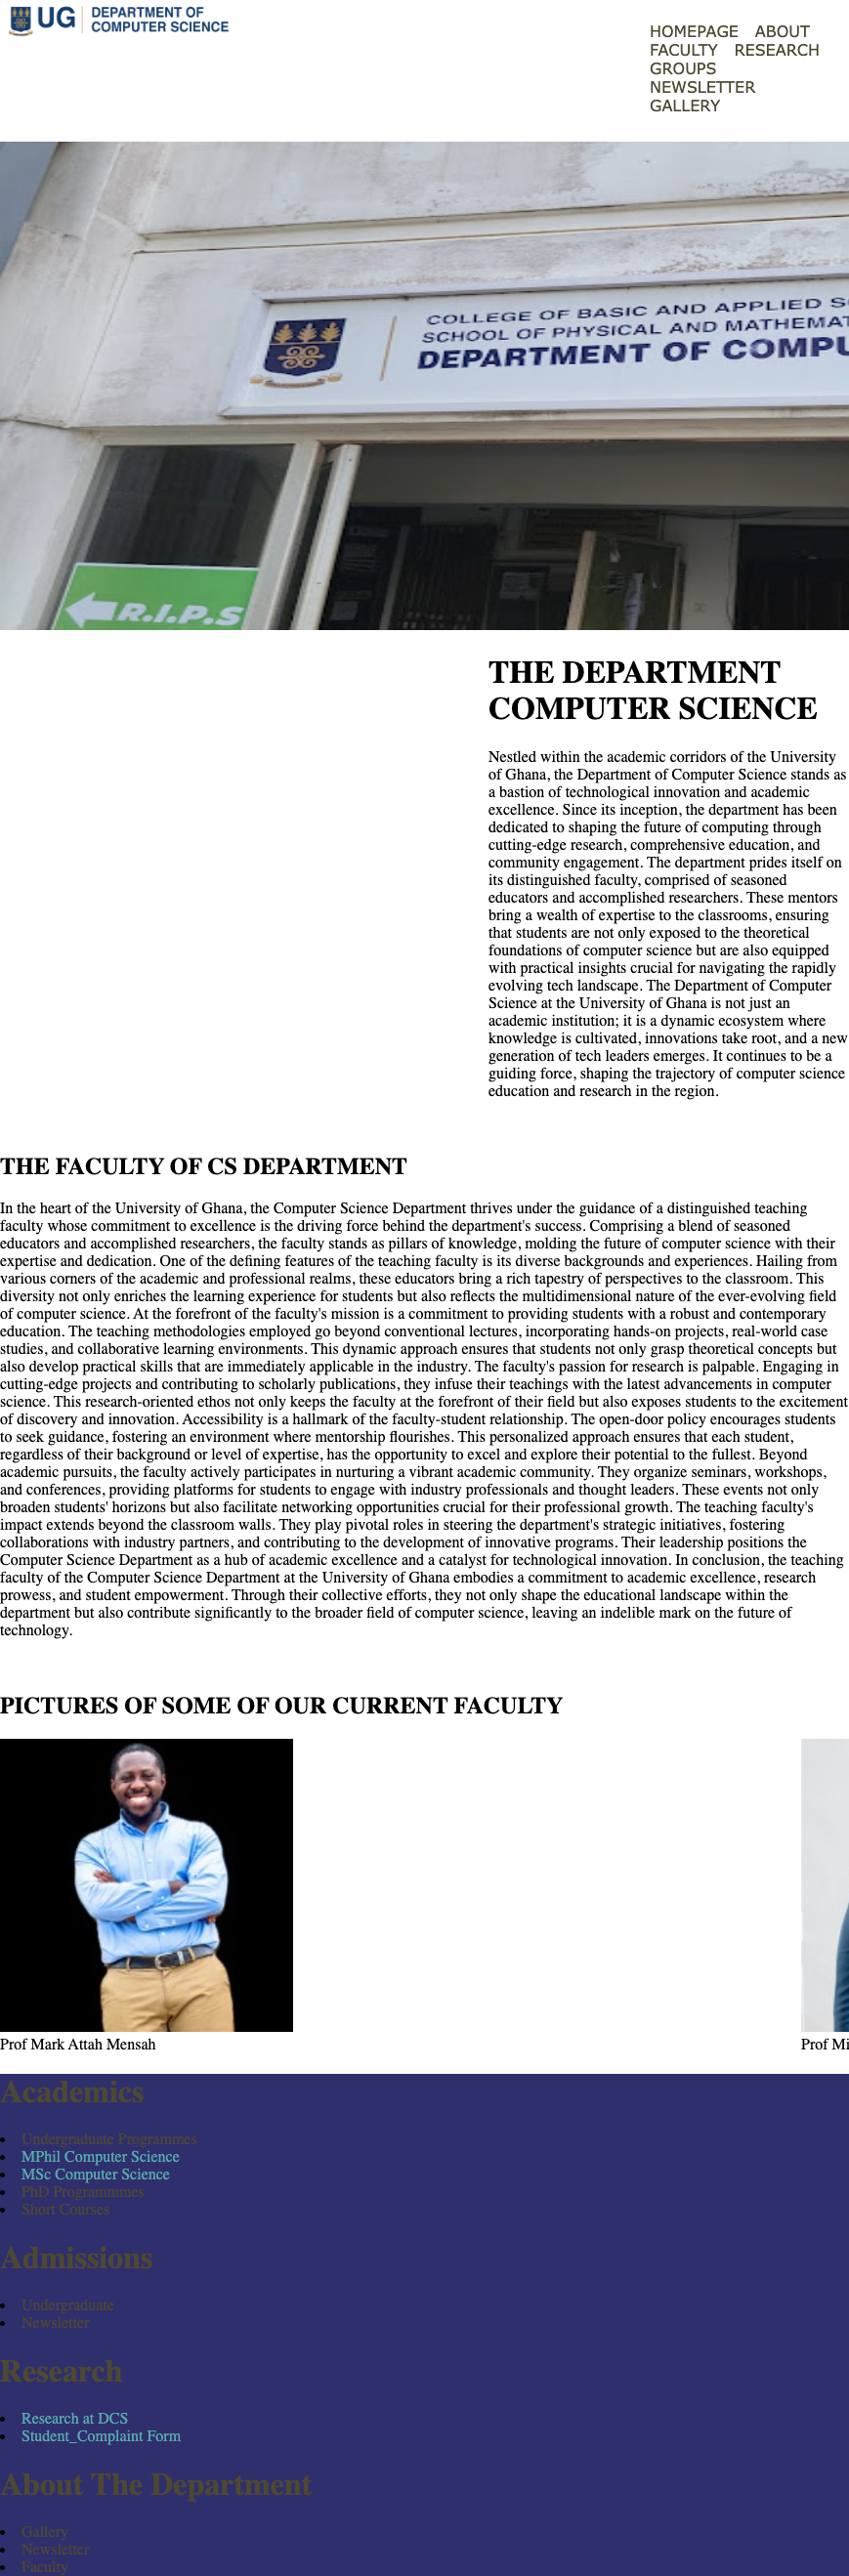 UG DEPARTMENT OF
COMPUTER SCIENCE
HOMEPAGE ABOUT
FACULTY RESEARCH
GROUPS
NEWSLETTER
GALLERY
COLLEGE OF BASIC AND APPLIED
SCHOOL OF PHYSICAL AND
DEPARTMENT OF
R.I.P.S
THE DEPARTMENT
COMPUTER SCIENCE
Nestled within the academic corridors of the University
of Ghana, the Department of Computer Science stands as
a bastion of technological innovation and academic
excellence. Since its inception, the department has been
dedicated to shaping the future of computing through
cutting-edge research, comprehensive education, and
community engagement. The department prides itself on
its distinguished faculty, comprised of seasoned
educators and accomplished researchers. These mentors
bring a wealth of expertise to the classrooms, ensuring
that students are not only exposed to the theoretical
foundations of computer science but are also equipped
with practical insights crucial for navigating the rapidly
evolving tech landscape. The Department of Computer
Science at the University of Ghana is not just an
academic institution; it is a dynamic ecosystem where
knowledge is cultivated, innovations take root, and a new
generation of tech leaders emerges. It continues to be a
guiding force, shaping the trajectory of computer science
education and research in the region.
THE FACULTY OF CS DEPARTMENT
In the heart of the University of Ghana, the Computer Science Department thrives under the guidance of a distinguished teaching
faculty whose commitment to excellence is the driving force behind the department's success. Comprising a blend of seasoned
educators and accomplished researchers, the faculty stands as pillars of knowledge, molding the future of computer science with their
expertise and dedication. One of the defining features of the teaching faculty is its diverse backgrounds and experiences. Hailing from
various corners of the academic and professional realms, these educators bring a rich tapestry of perspectives to the classroom. This
diversity not only enriches the learning experience for students but also reflects the multidimensional nature of the ever-evolving field
of computer science. At the forefront of the faculty's mission is a commitment to providing students with a robust and contemporary
education. The teaching methodologies employed go beyond conventional lectures, incorporating hands-on projects, real-world case
studies, and collaborative learning environments. This dynamic approach ensures that students not only grasp theoretical concepts but
also develop practical skills that are immediately applicable in the industry. The faculty's passion for research is palpable. Engaging in
cutting-edge projects and contributing to scholarly publications, they infuse their teachings with the latest advancements in computer
science. This research-oriented ethos not only keeps the faculty at the forefront of their field but also exposes students to the excitement
of discovery and innovation. Accessibility is a hallmark of the faculty-student relationship. The open-door policy encourages students
to seek guidance, fostering an environment where mentorship flourishes. This personalized approach ensures that each student,
regardless of their background or level of expertise, has the opportunity to excel and explore their potential to the fullest. Beyond
academic pursuits, the faculty actively participates in nurturing a vibrant academic community. They organize seminars, workshops,
and conferences, providing platforms for students to engage with industry professionals and thought leaders. These events not only
broaden students' horizons but also facilitate networking opportunities crucial for their professional growth. The teaching faculty's
impact extends beyond the classroom walls. They play pivotal roles in steering the department's strategic initiatives, fostering
collaborations with industry partners, and contributing to the development of innovative programs. Their leadership positions the
Computer Science Department as a hub of academic excellence and a catalyst for technological innovation. In conclusion, the teaching
faculty of the Computer Science Department at the University of Ghana embodies a commitment to academic excellence, research
prowess, and student empowerment. Through their collective efforts, they not only shape the educational landscape within the
department but also contribute significantly to the broader field of computer science, leaving an indelible mark on the future of
technology.
PICTURES OF SOME OF OUR CURRENT FACULTY
Prof Mark Attah Mensah
Prof Mi
Academics
Undergraduate Programmes
MPhil Computer Science
MSc Computer Science
PhD Programmmes
Short Courses
Admissions
Undergraduate
Newsletter
Research
Research at DCS
Student_Complaint Form
About The Department
Gallery
Newsletter
Faculty